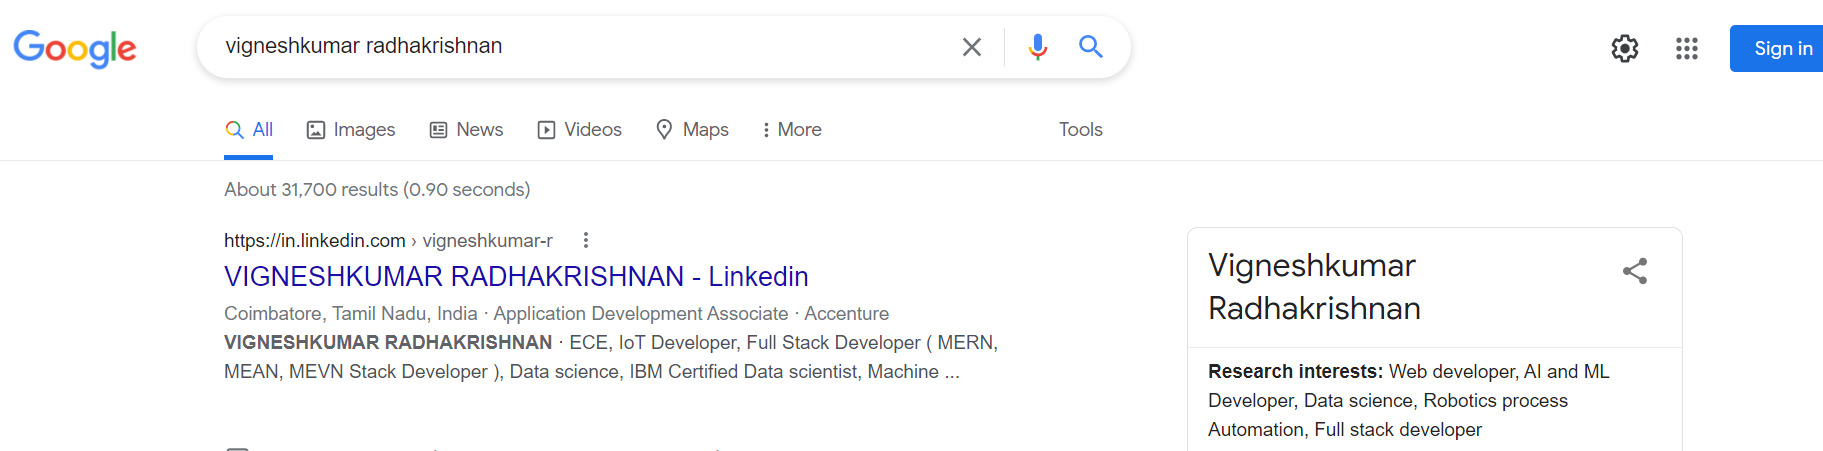 Google
vigneshkumar radhakrishnan
Sign in
All
Images
News
Videos
Maps
More
Tools
About 31,700 results (0.90 seconds)
https://in.linkedin.com › vigneshkumar-r
VIGNESHKUMAR RADHAKRISHNAN - Linkedin
Coimbatore, Tamil Nadu, India · Application Development Associate · Accenture
VIGNESHKUMAR RADHAKRISHNAN · ECE, IoT Developer, Full Stack Developer ( MERN,
MEAN, MEVN Stack Developer ), Data science, IBM Certified Data scientist, Machine ...
Vigneshkumar
Radhakrishnan
Research interests: Web developer, AI and ML
Developer, Data science, Robotics process
Automation, Full stack developer